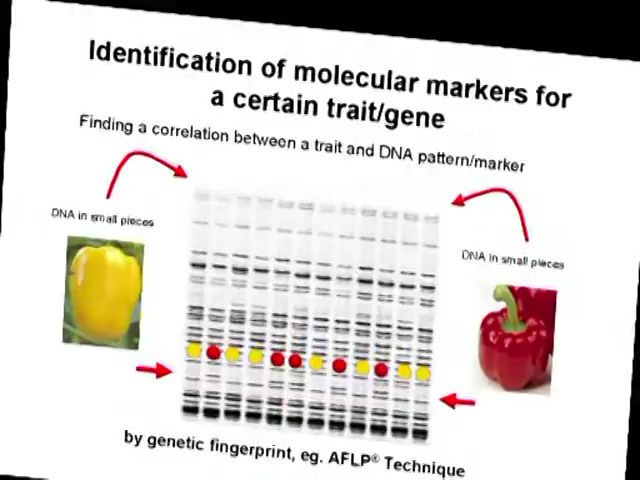 Identification of molecular markers for
a certain trait/gene
Finding a correlation between a trait and DNA pattern/marker
DNA in small pieces
DNA in small pieces
by genetic fingerprint, eg. AFLP® Technique